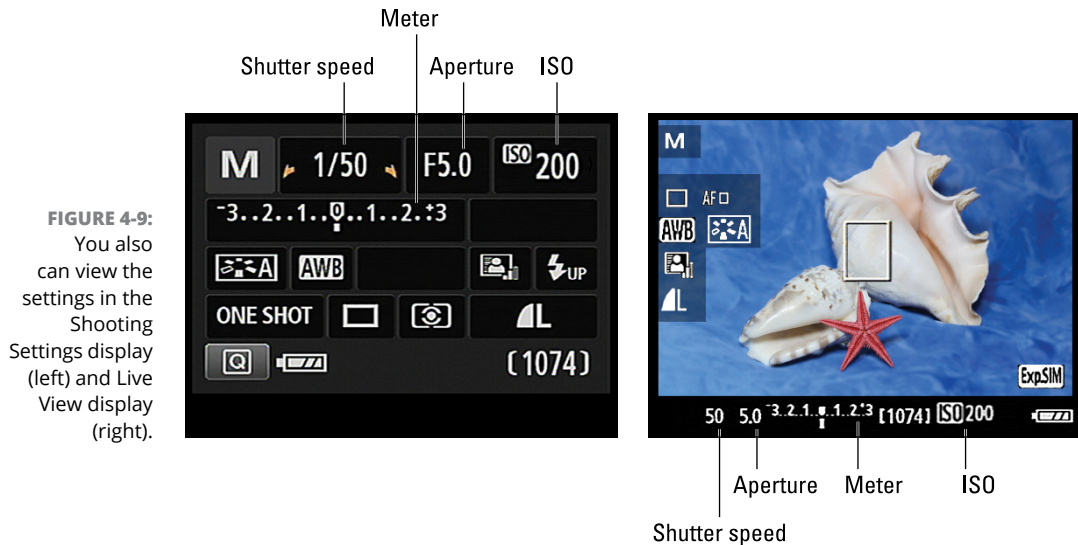 Meter
Shutter speed Aperture ISO
M 1/50 F5.0 ISO 200
-3..2..1..0..1..2.:+3
A AWB UP
ONE SHOT L
Q (1074)
FIGURE 4-9:
You also
can view the
settings in the
Shooting
Settings display
(left) and Live
View display
(right).
M
AF
AWB A
L
Exp.SIM
50 5.0 -3..2..1..0..1..2.:+3 [1074] ISO 200
Aperture Meter ISO
Shutter speed